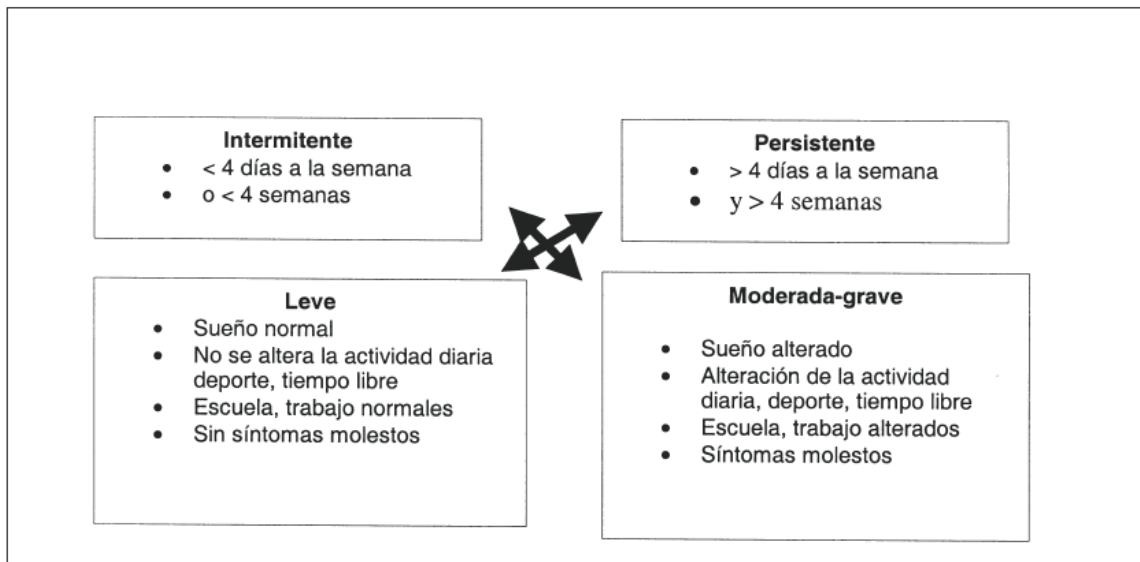 Intermitente
• < 4 días a la semana
• o < 4 semanas
Persistente
• > 4 días a la semana
• y > 4 semanas
Leve
• Sueño normal
• No se altera la actividad diaria
deporte, tiempo libre
• Escuela, trabajo normales
• Sin síntomas molestos
Moderada-grave
• Sueño alterado
• Alteración de la actividad
diaria, deporte, tiempo libre
• Escuela, trabajo alterados
• Síntomas molestos